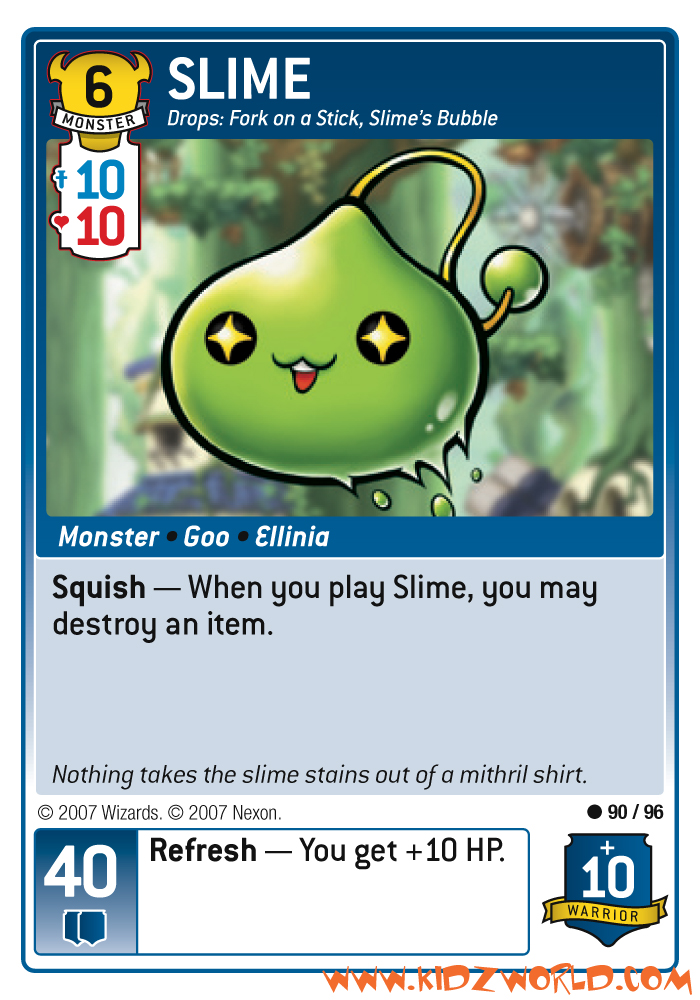 6
MONSTER
SLIME
Drops: Fork on a Stick, Slime's Bubble
10
10
Monster • Goo • Ellinia
Squish — When you play Slime, you may
destroy an item.
Nothing takes the slime stains out of a mithril shirt.
© 2007 Wizards. © 2007 Nexon.
● 90 / 96
40
Refresh — You get +10 HP.
+
10
WARRIOR
WWW.KIDZWORLD.COM